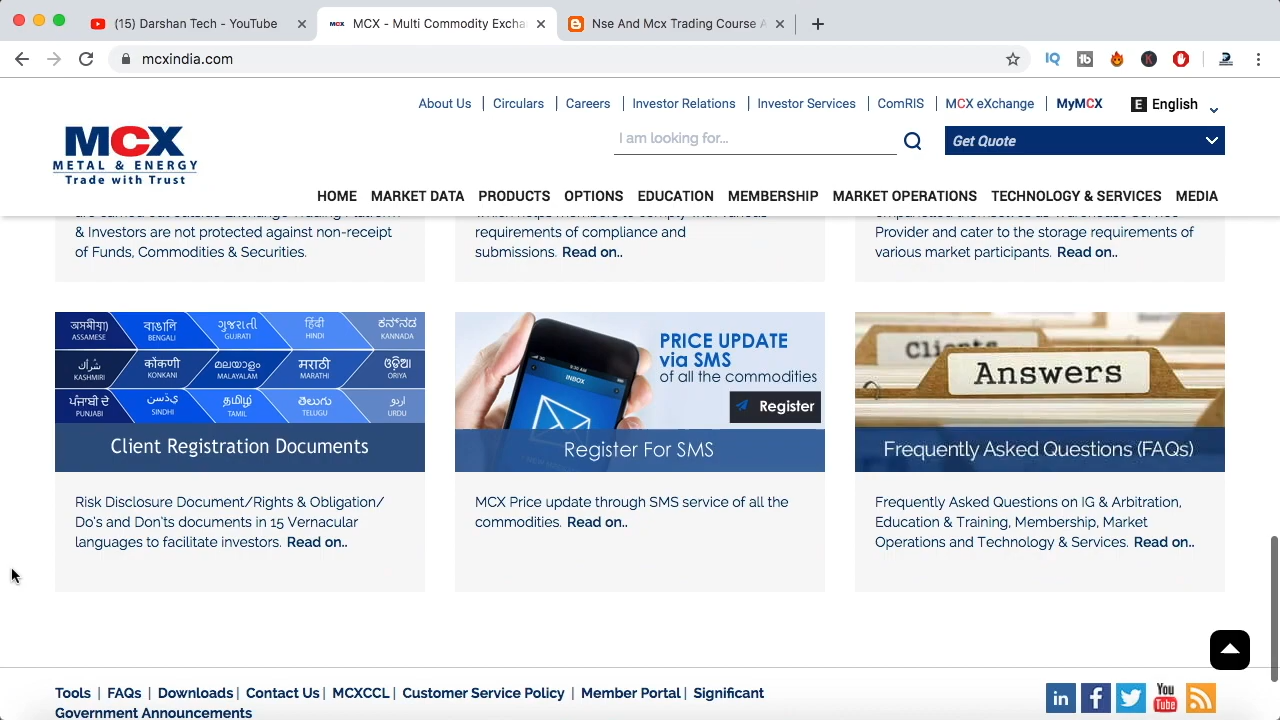 (15) Darshan Tech - YouTube
MCX - Multi Commodity Excha
Nse And Mcx Trading Course A
mcxindia.com
IQ
tb
About Us | Circulars | Careers | Investor Relations | Investor Services | ComRIS | MCX eXchange | MyMCX
E English
MCX
METAL & ENERGY
Trade with Trust
I am looking for...
Get Quote
HOME MARKET DATA PRODUCTS OPTIONS EDUCATION MEMBERSHIP MARKET OPERATIONS TECHNOLOGY & SERVICES MEDIA
are carried out outside Exchange Trading Platform
& Investors are not protected against non-receipt
of Funds, Commodities & Securities.
which helps members to comply with various
requirements of compliance and
submissions. Read on..
empanelled themselves as Warehouse Service
Provider and cater to the storage requirements of
various market participants. Read on..
অসমীয়া বাঙালি ગુજરાતી हिंदी ಕನ್ನಡ
ASSAMESE BENGALI GUJRATI HINDI KANNADA
कोंकणी മലയാളം मराठी ଓଡ଼ିଆ
KASHMIRI KONKANI MALAYALAM MARATHI ORIYA
ਪੰਜਾਬੀ ਦੇ தமிழ் తెలుగు اردو
PUNJABI SINDHI TAMIL TELUGU URDU
Client Registration Documents
Risk Disclosure Document/Rights & Obligation/
Do's and Don'ts documents in 15 Vernacular
languages to facilitate investors. Read on..
PRICE UPDATE
via SMS
of all the commodities
Register
INBOX
Register For SMS
MCX Price update through SMS service of all the
commodities. Read on..
Clients
Answers
Frequently Asked Questions (FAQs)
Frequently Asked Questions on IG & Arbitration,
Education & Training, Membership, Market
Operations and Technology & Services. Read on..
Tools | FAQs | Downloads | Contact Us | MCXCCL | Customer Service Policy | Member Portal | Significant
Government Announcements
in
f
You
Tube